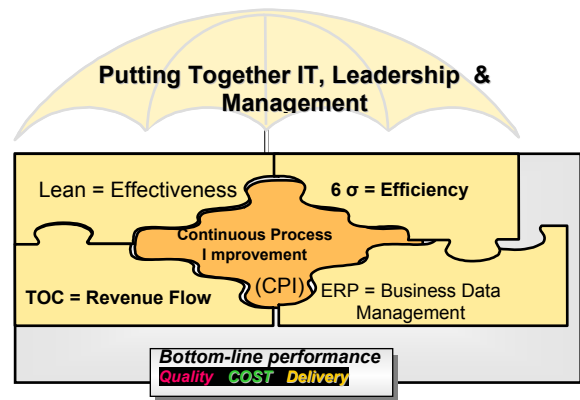 Putting Together IT, Leadership &
Management
Lean = Effectiveness
6 σ = Efficiency
Continuous Process
I mprovement
(CPI)
TOC = Revenue Flow
ERP = Business Data
Management
Bottom-line performance
Quality COST Delivery